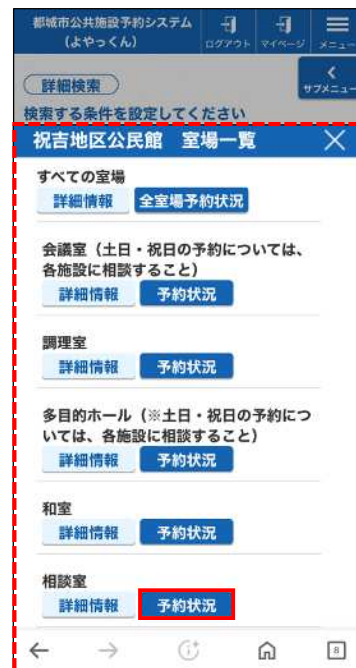 都城市公共施設予約システム
(よやっくん)
ログアウト
マイページ
メニュー
詳細検索
サブメニュー
検索する条件を設定してください
祝吉地区公民館 室場一覧
すべての室場
詳細情報 全室場予約状況
会議室（土日・祝日の予約については、
各施設に相談すること）
詳細情報 予約状況
調理室
詳細情報 予約状況
多目的ホール（※土日・祝日の予約につ
いては、各施設に相談すること）
詳細情報 予約状況
和室
詳細情報 予約状況
相談室
詳細情報 予約状況
8